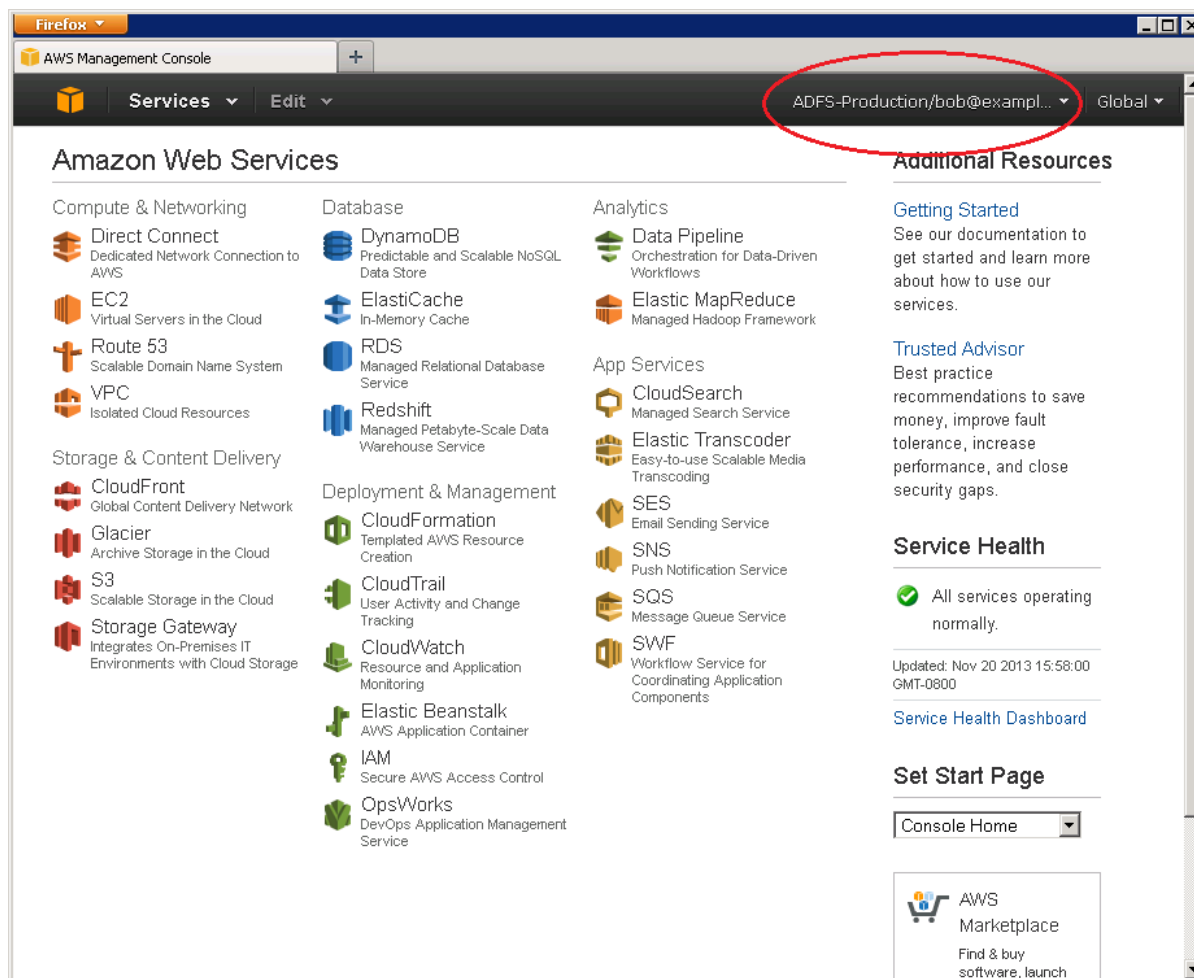 Firefox
AWS Management Console
Services
Edit
ADFS-Production/bob@exampl...
Global
Amazon Web Services
Compute & Networking
Direct Connect
Dedicated Network Connection to
AWS
EC2
Virtual Servers in the Cloud
Route 53
Scalable Domain Name System
VPC
Isolated Cloud Resources
Storage & Content Delivery
CloudFront
Global Content Delivery Network
Glacier
Archive Storage in the Cloud
S3
Scalable Storage in the Cloud
Storage Gateway
Integrates On-Premises IT
Environments with Cloud Storage
Database
DynamoDB
Predictable and Scalable NoSQL
Data Store
ElastiCache
In-Memory Cache
RDS
Managed Relational Database
Service
Redshift
Managed Petabyte-Scale Data
Warehouse Service
Deployment & Management
CloudFormation
Templated AWS Resource
Creation
CloudTrail
User Activity and Change
Tracking
CloudWatch
Resource and Application
Monitoring
Elastic Beanstalk
AWS Application Container
IAM
Secure AWS Access Control
OpsWorks
DevOps Application Management
Service
Analytics
Data Pipeline
Orchestration for Data-Driven
Workflows
Elastic MapReduce
Managed Hadoop Framework
App Services
CloudSearch
Managed Search Service
Elastic Transcoder
Easy-to-use Scalable Media
Transcoding
SES
Email Sending Service
SNS
Push Notification Service
SQS
Message Queue Service
SWF
Workflow Service for
Coordinating Application
Components
Additional Resources
Getting Started
See our documentation to
get started and learn more
about how to use our
services.
Trusted Advisor
Best practice
recommendations to save
money, improve fault
tolerance, increase
performance, and close
security gaps.
Service Health
All services operating
normally.
Updated: Nov 20 2013 15:58:00
GMT-0800
Service Health Dashboard
Set Start Page
Console Home
AWS
Marketplace
Find & buy
software, launch